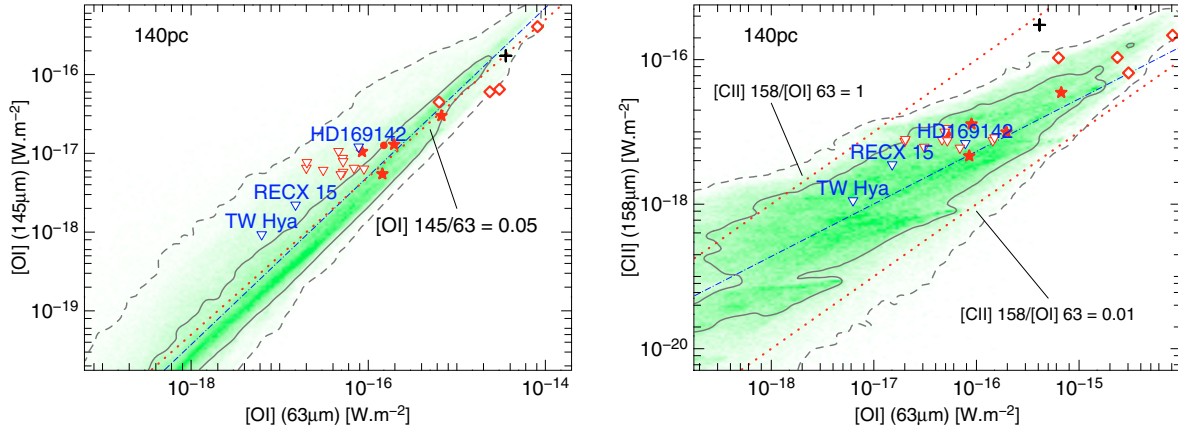 140pc
10⁻¹⁶
10⁻¹⁷
10⁻¹⁸
10⁻¹⁹
[OI] (145μm) [W.m⁻²]
HD169142
RECX 15
TW Hya
[OI] 145/63 = 0.05
10⁻¹⁸
10⁻¹⁶
10⁻¹⁴
[OI] (63μm) [W.m⁻²]
140pc
10⁻¹⁶
10⁻¹⁸
10⁻²⁰
[CII] (158μm) [W.m⁻²]
[CII] 158/[OI] 63 = 1
HD169142
RECX 15
TW Hya
[CII] 158/[OI] 63 = 0.01
10⁻¹⁸
10⁻¹⁷
10⁻¹⁶
10⁻¹⁵
[OI] (63μm) [W.m⁻²]